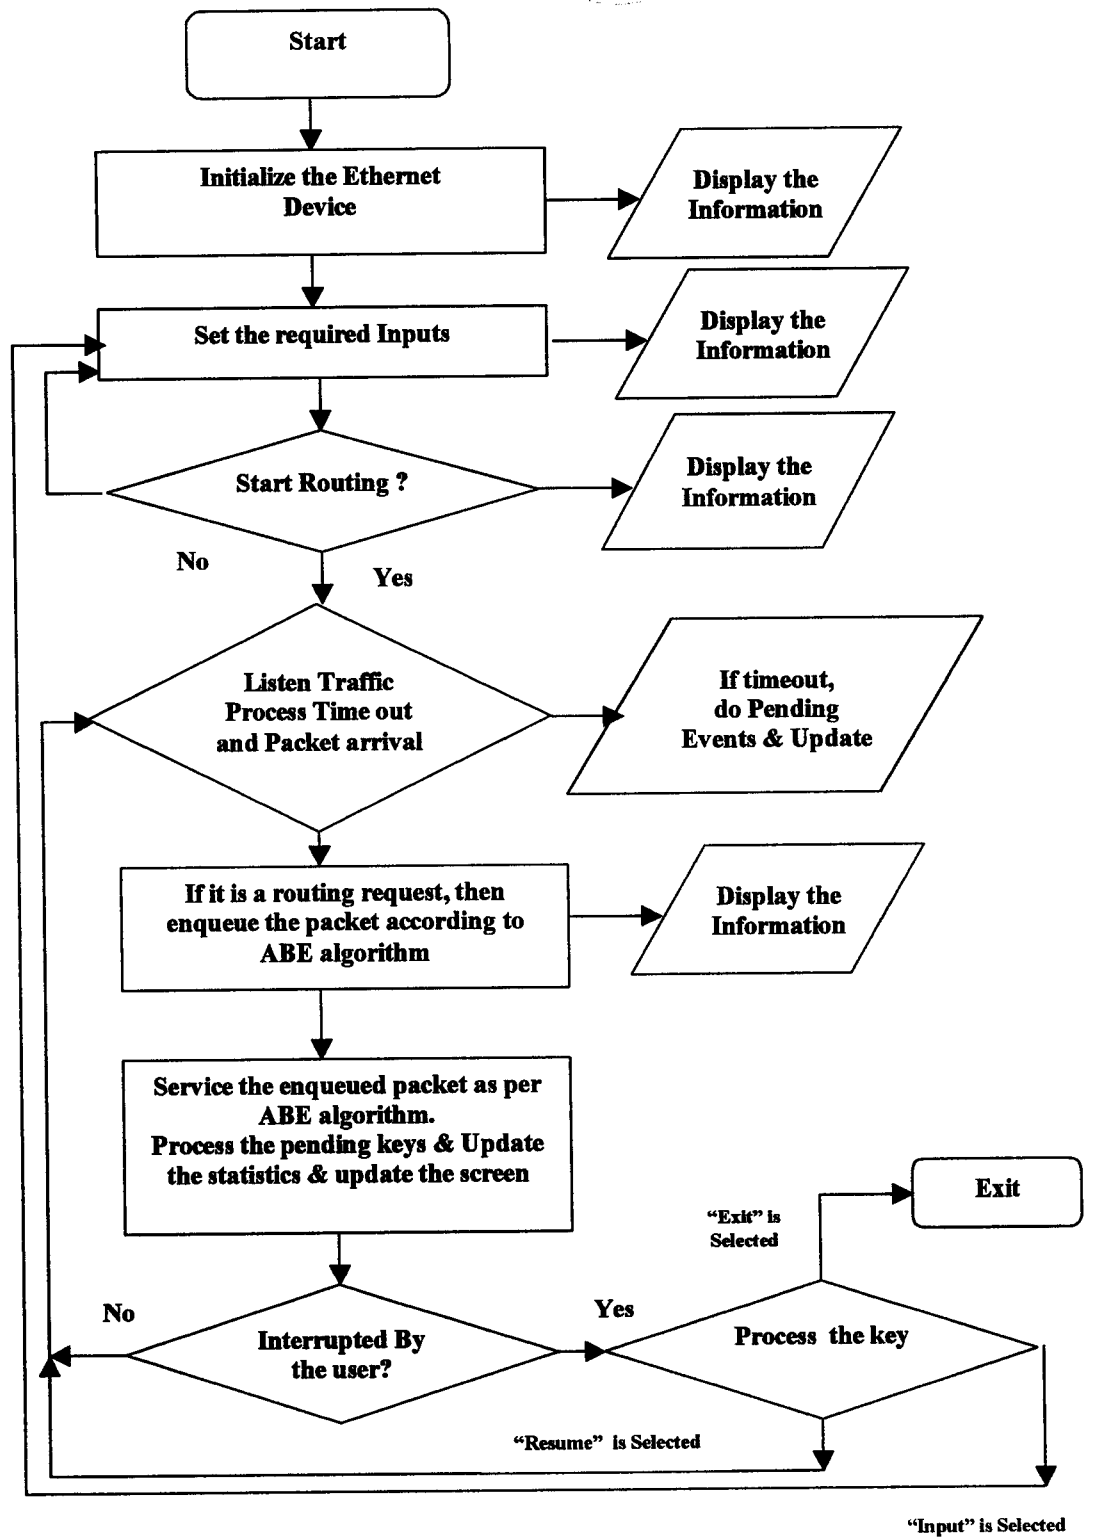 Start
Initialize the Ethernet
Device
Display the
Information
Set the required Inputs
Display the
Information
Start Routing ?
Display the
Information
No
Yes
Listen Traffic
Process Time out
and Packet arrival
If timeout,
do Pending
Events & Update
If it is a routing request, then
enqueue the packet according to
ABE algorithm
Display the
Information
Service the enqueued packet as per
ABE algorithm.
Process the pending keys & Update
the statistics & update the screen
Exit
“Exit” is
Selected
No
Interrupted By
the user?
Yes
Process the key
“Resume” is Selected
“Input” is Selected